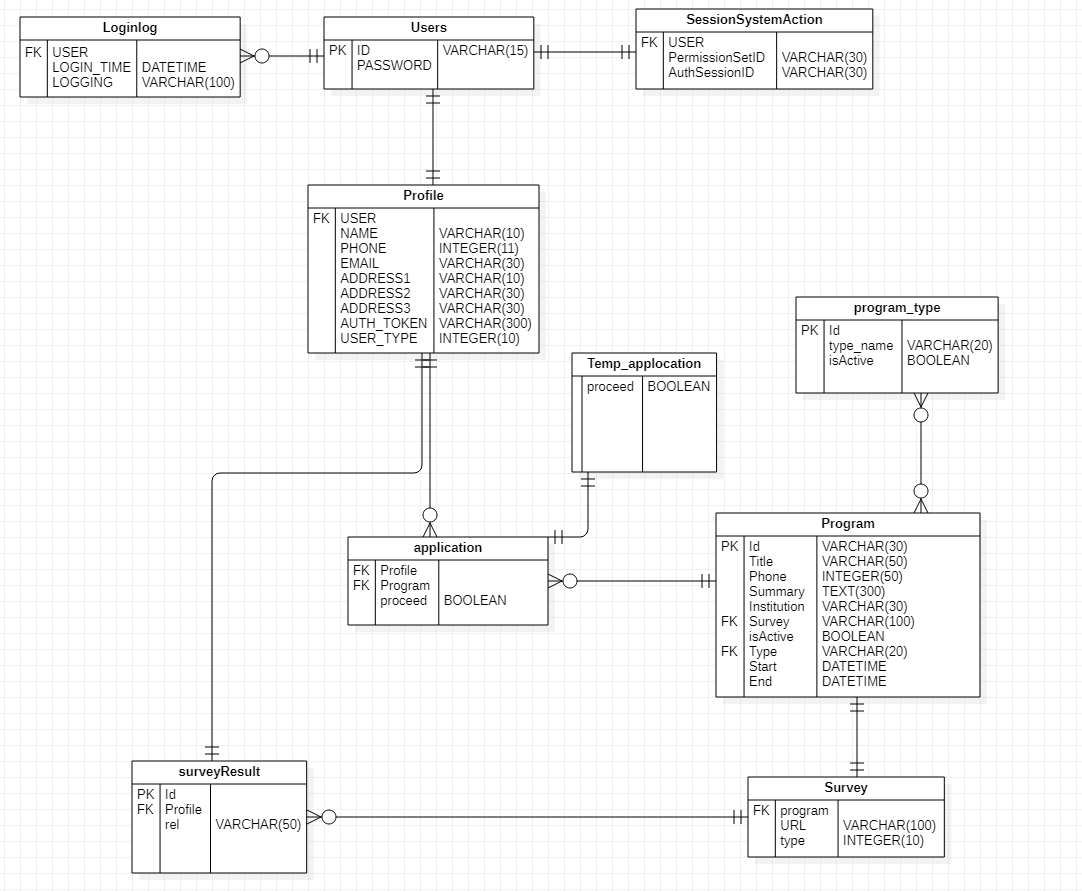 Loginlog
FK USER
LOGIN_TIME DATETIME
LOGGING VARCHAR(100)
Users
PK ID VARCHAR(15)
PASSWORD
SessionSystemAction
FK USER
PermissionSetID VARCHAR(30)
AuthSessionID VARCHAR(30)
Profile
FK USER
NAME VARCHAR(10)
PHONE INTEGER(11)
EMAIL VARCHAR(30)
ADDRESS1 VARCHAR(10)
ADDRESS2 VARCHAR(30)
ADDRESS3 VARCHAR(30)
AUTH_TOKEN VARCHAR(300)
USER_TYPE INTEGER(10)
program_type
PK Id
type_name VARCHAR(20)
isActive BOOLEAN
Temp_applocation
proceed BOOLEAN
application
FK Profile
FK Program
proceed BOOLEAN
Program
PK Id VARCHAR(30)
Title VARCHAR(50)
Phone INTEGER(50)
Summary TEXT(300)
Institution VARCHAR(30)
FK Survey VARCHAR(100)
isActive BOOLEAN
FK Type VARCHAR(20)
Start DATETIME
End DATETIME
surveyResult
PK Id
FK Profile
rel VARCHAR(50)
Survey
FK program
URL VARCHAR(100)
type INTEGER(10)